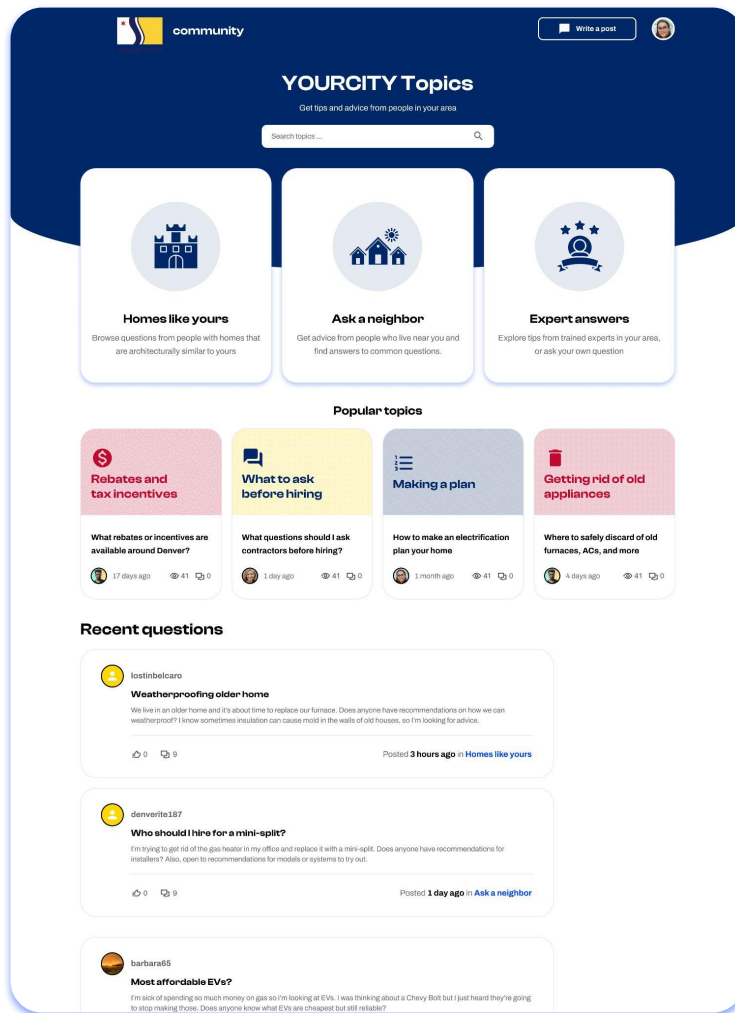 community
Write a post
YOURCITY Topics
Get tips and advice from people in your area
Search topics ...
Homes like yours
Browse questions from people with homes that
are architecturally similar to yours
Ask a neighbor
Get advice from people who live near you and
find answers to common questions.
Expert answers
Explore tips from trained experts in your area,
or ask your own question
Popular topics
Rebates and
tax incentives
What rebates or incentives are
available around Denver?
17 days ago 41 0
What to ask
before hiring
What questions should I ask
contractors before hiring?
1 day ago 41 0
1
2
3
Making a plan
How to make an electrification
plan your home
1 month ago 41 0
Getting rid of old
appliances
Where to safely discard of old
furnaces, ACs, and more
4 days ago 41 0
Recent questions
lostinbelcaro
Weatherproofing older home
We live in an older home and it's about time to replace our furnace. Does anyone have recommendations on how we can
weatherproof? I know sometimes insulation can cause mold in the walls of old houses, so I'm looking for advice.
0 9 Posted 3 hours ago in Homes like yours
denverite187
Who should I hire for a mini-split?
I'm trying to get rid of the gas heater in my office and replace it with a mini-split. Does anyone have recommendations for
installers? Also, open to recommendations for models or systems to try out.
0 9 Posted 1 day ago in Ask a neighbor
barbara65
Most affordable EVs?
I'm sick of spending so much money on gas so i'm looking at EVs. I was thinking about a Chevy Bolt but I just heard they're going
to stop making those. Does anyone know what EVs are cheapest but still reliable?